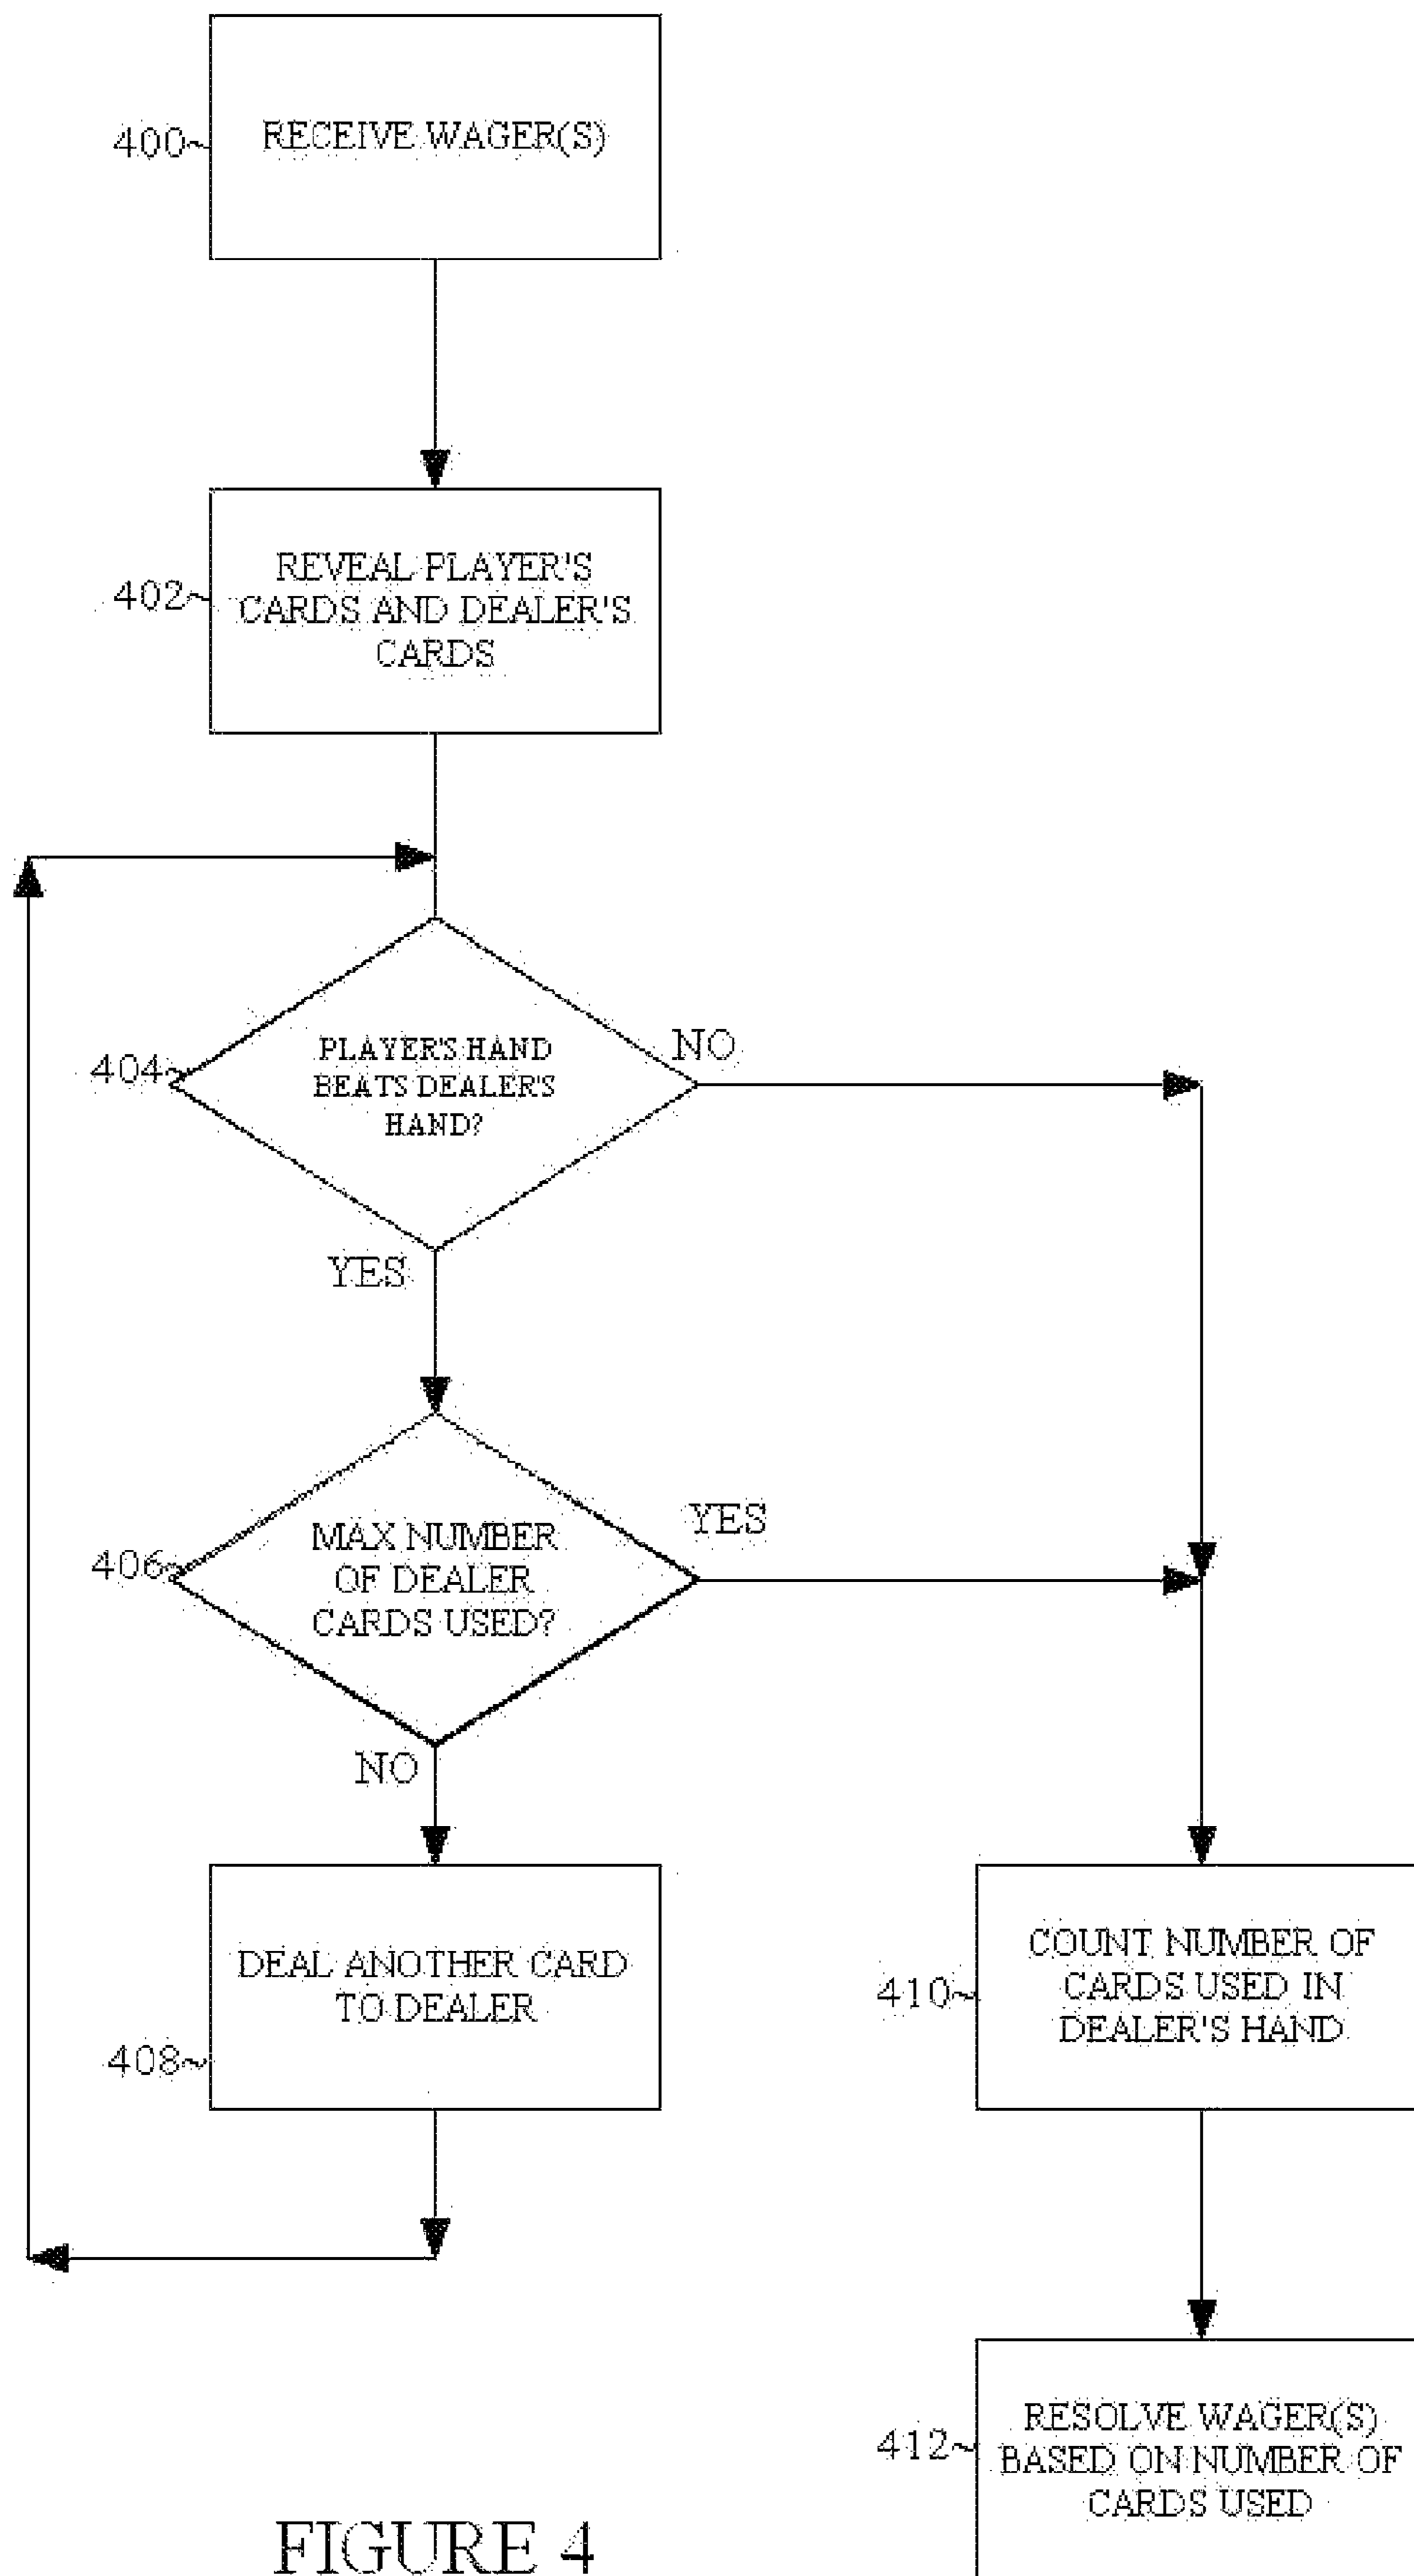 400~
RECEIVE WAGER(S)
402~
REVEAL PLAYER'S
CARDS AND DEALER'S
CARDS
404~
PLAYER'S HAND
BEATS DEALER'S
HAND?
NO
YES
406~
MAX NUMBER
OF DEALER
CARDS USED?
YES
NO
408~
DEAL ANOTHER CARD
TO DEALER
410~
COUNT NUMBER OF
CARDS USED IN
DEALER'S HAND
412~
RESOLVE WAGER(S)
BASED ON NUMBER OF
CARDS USED
FIGURE 4